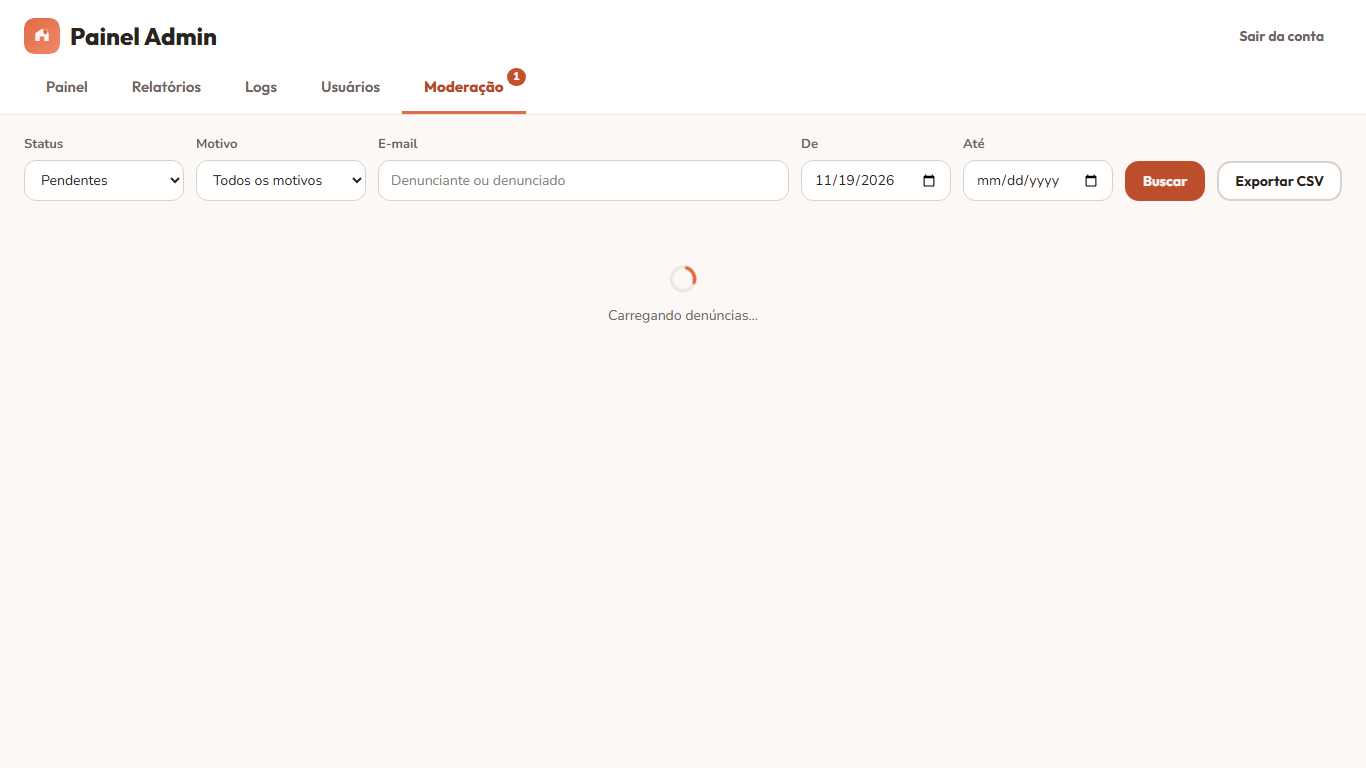 Painel Admin
Sair da conta
Painel
Relatórios
Logs
Usuários
Moderação
1
Status
Motivo
E-mail
De
Até
Pendentes
Todos os motivos
Denunciante ou denunciado
11/19/2026
mm/dd/yyyy
Buscar
Exportar CSV
Carregando denúncias...